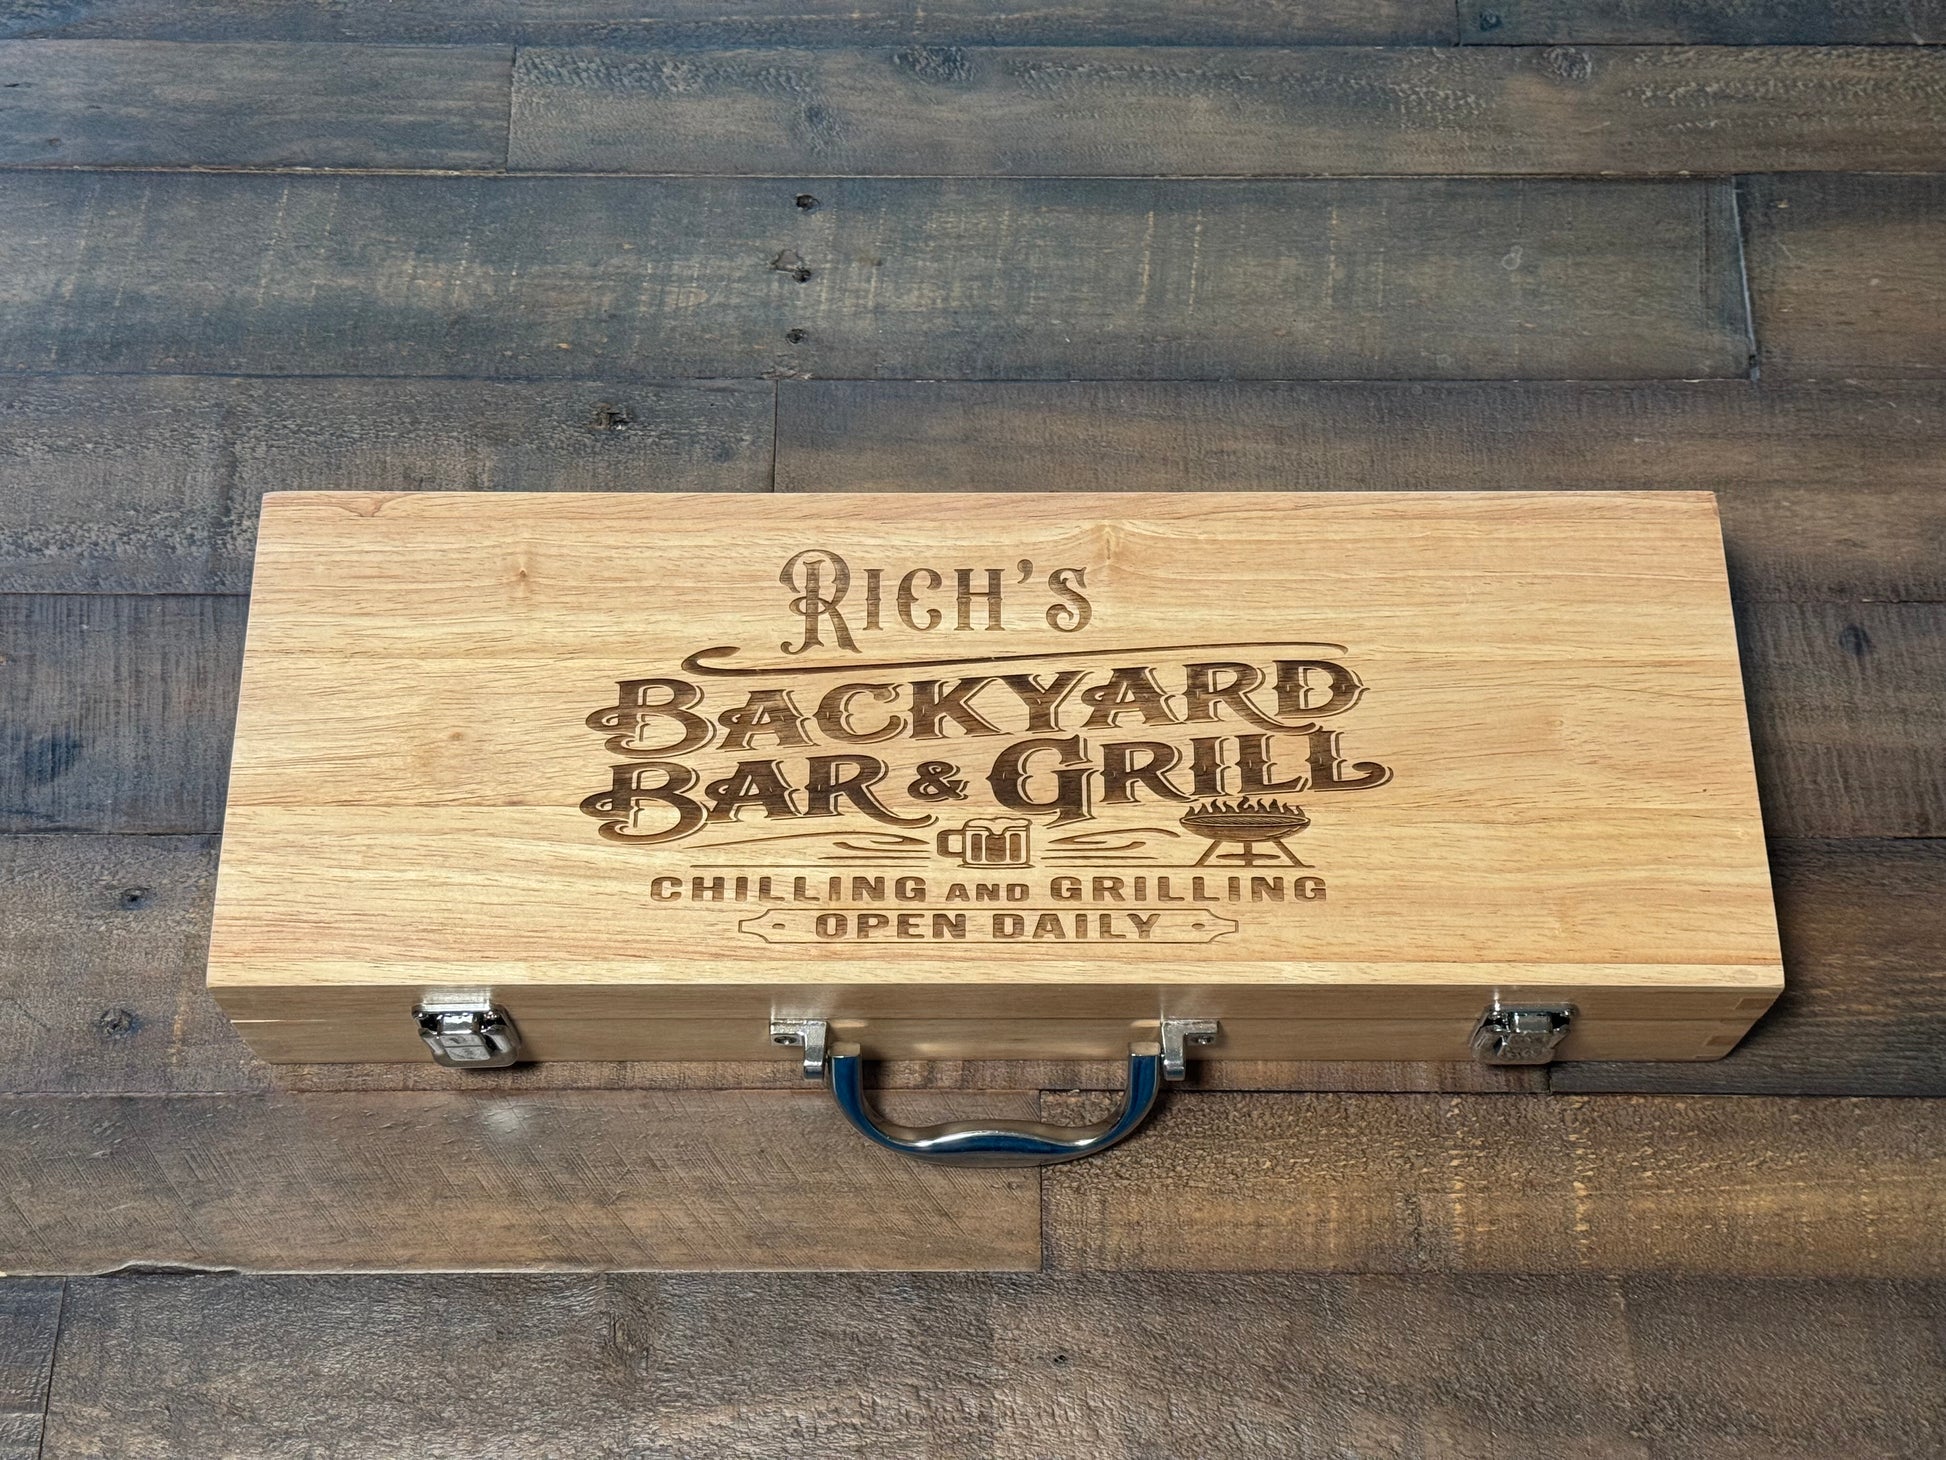 Rich's
Backyard
Bar & Grill
CHILLING AND GRILLING
OPEN DAILY